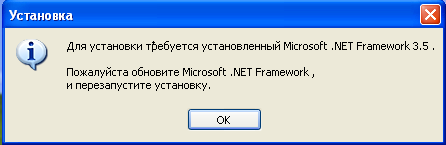 Установка
Для установки требуется установленный Microsoft .NET Framework 3.5 .
Пожалуйста обновите Microsoft .NET Framework ,
и перезапустите установку.
OK